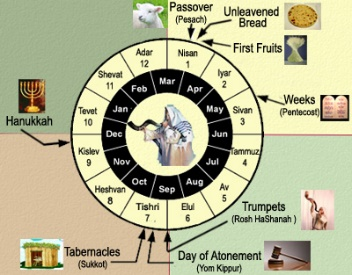 Passover
(Pesach)
Unleavened
Bread
First Fruits
Weeks
(Pentecost)
Trumpets
(Rosh HaShanah )
Day of Atonement
(Yom Kippur)
Tabernacles
(Sukkot)
Hanukkah
Nisan
1
Iyar
2
Sivan
3
Tammuz
4
Av
5
Elul
6
Tishri
7
Heshvan
8
Kislev
9
Tevet
10
Shevat
11
Adar
12
Mar
Apr
May
Jun
Jul
Aug
Sep
Oct
Nov
Dec
Jan
Feb